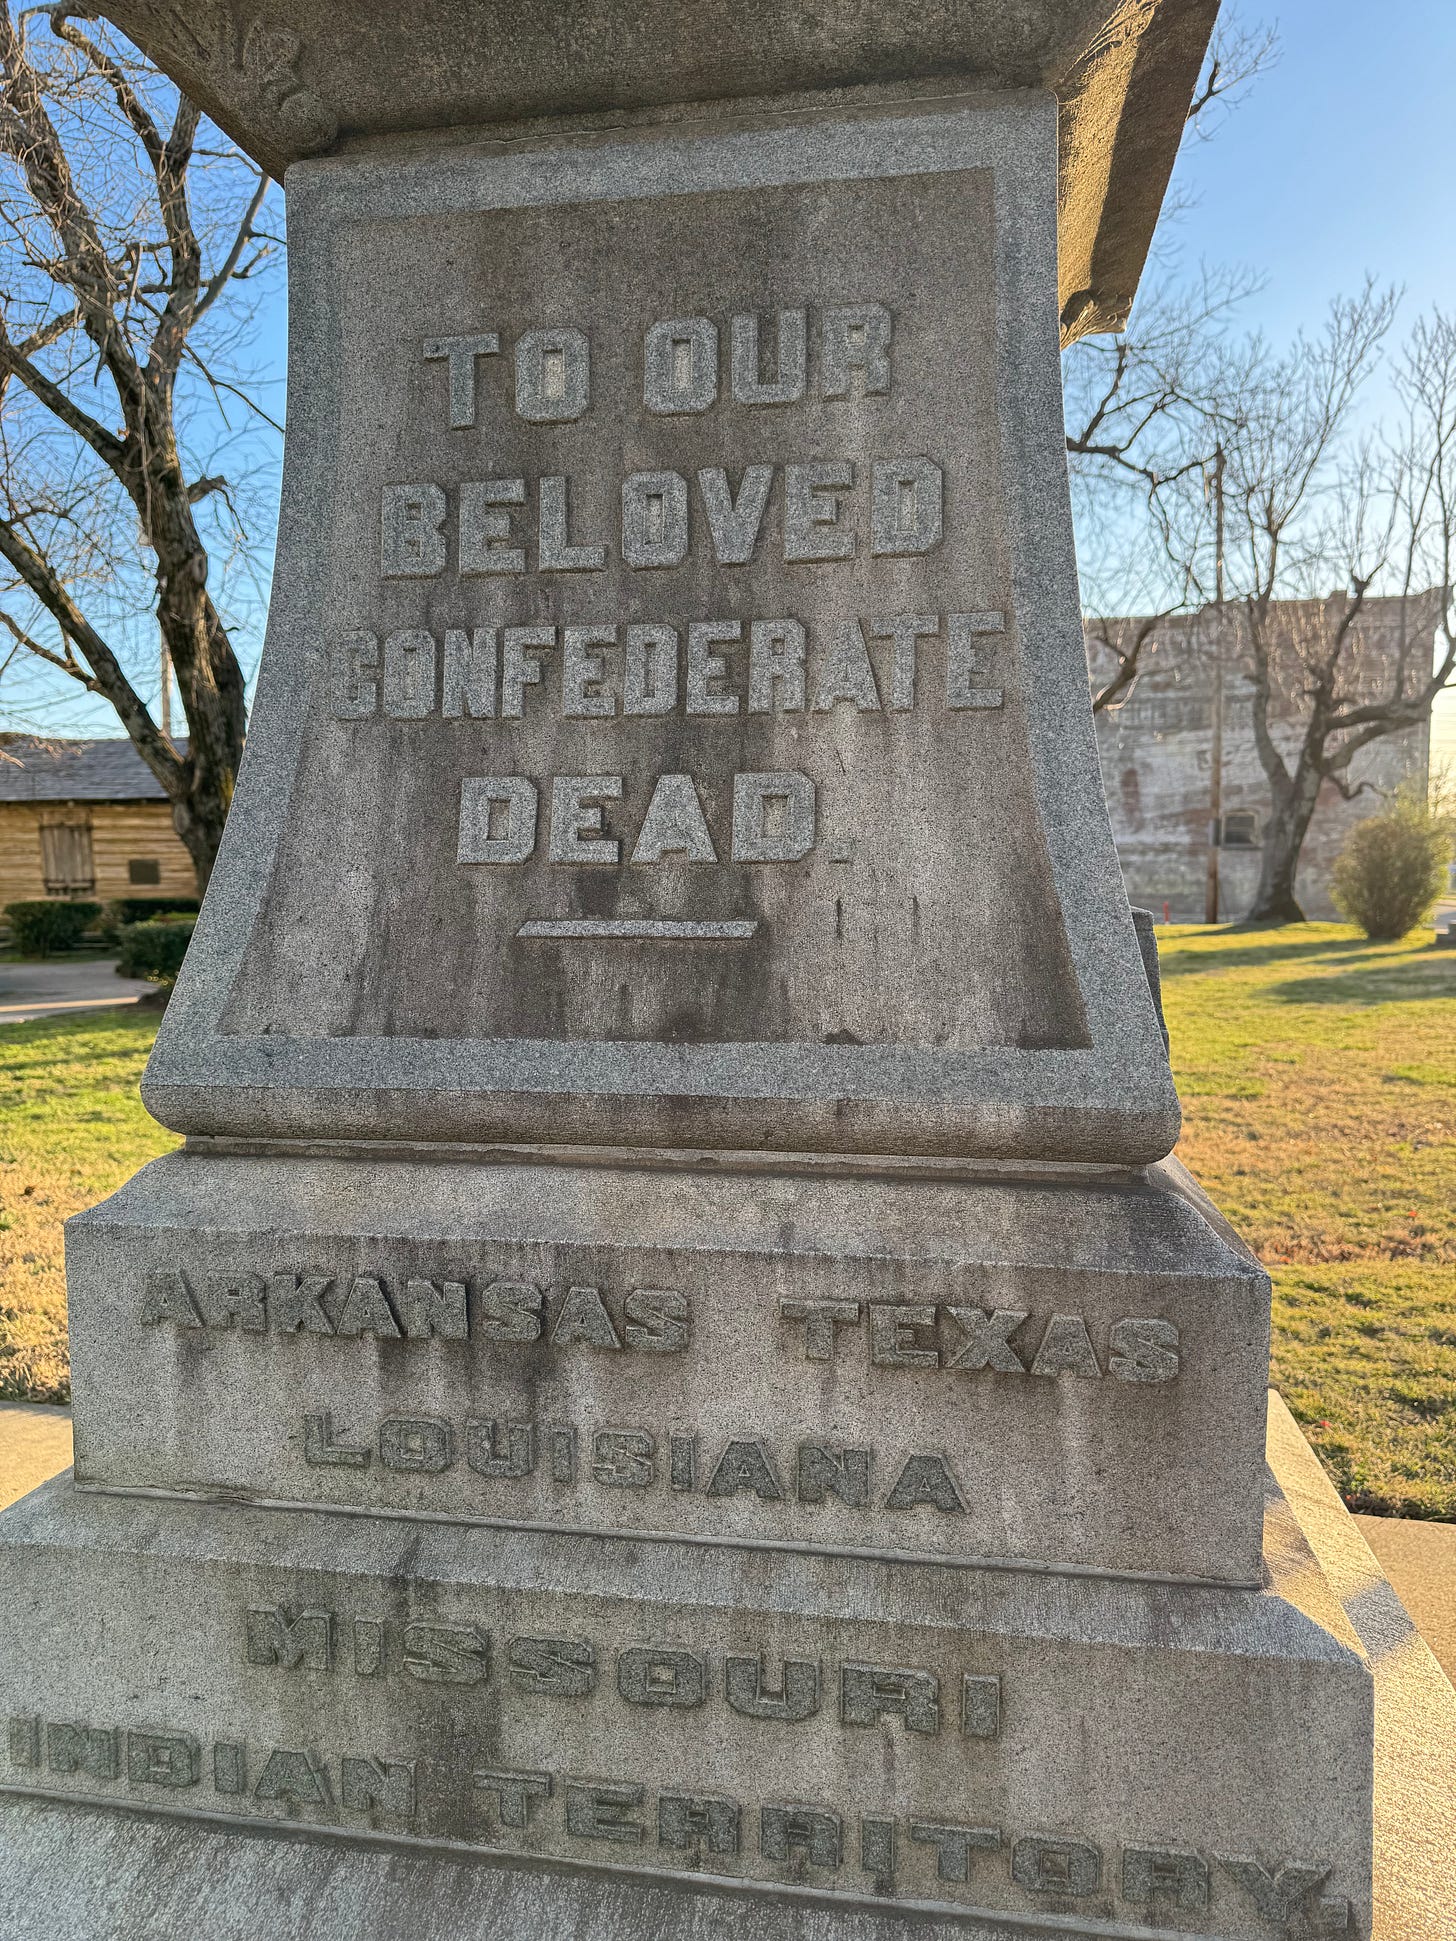 TO OUR
BELOVED
CONFEDERATE
DEAD.
ARKANSAS TEXAS
LOUISIANA
MISSOURI
INDIAN TERRITORY.